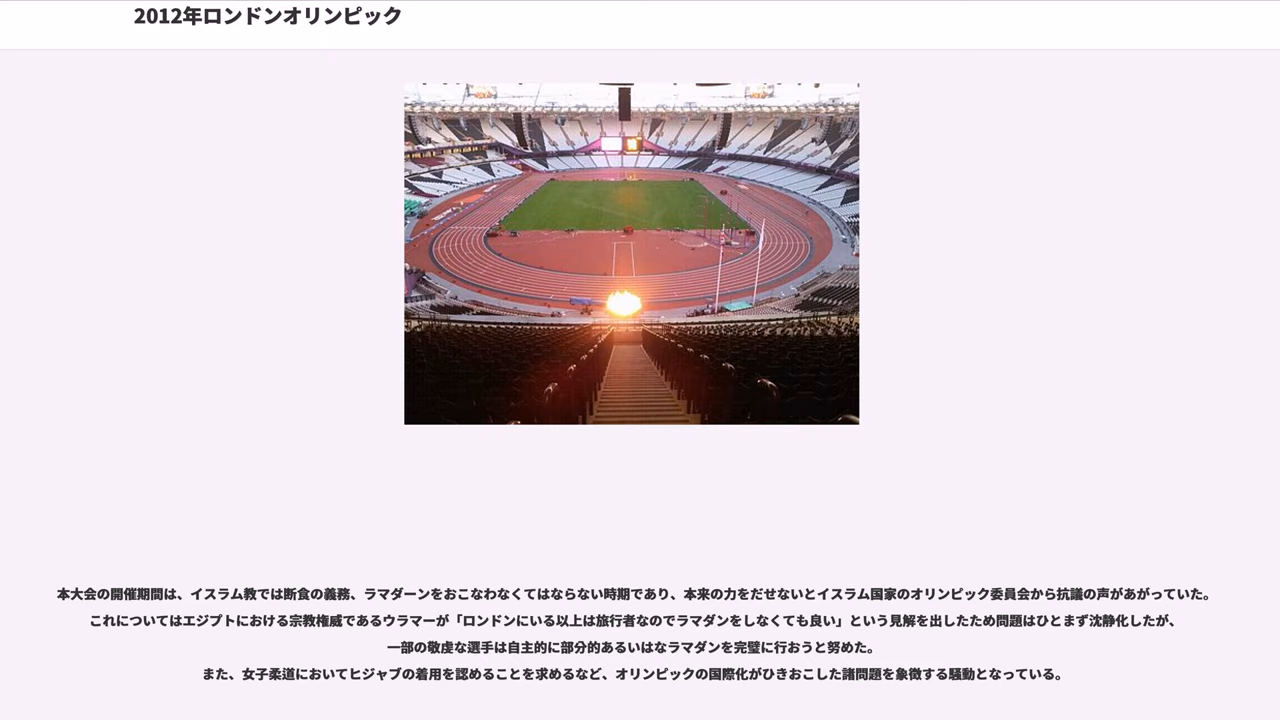 2012年ロンドンオリンピック
本大会の開催期間は、イスラム教では断食の義務、ラマダーンをおこなわなくてはならない時期であり、本来の力をだせないとイスラム国家のオリンピック委員会から抗議の声があがっていた。
これについてはエジプトにおける宗教権威であるウラマーが「ロンドンにいる以上は旅行者なのでラマダンをしなくても良い」という見解を出したため問題はひとまず沈静化したが、
一部の敬虔な選手は自主的に部分的あるいはなラマダンを完璧に行おうと努めた。
また、女子柔道においてヒジャブの着用を認めることを求めるなど、オリンピックの国際化がひきおこした諸問題を象徴する騒動となっている。